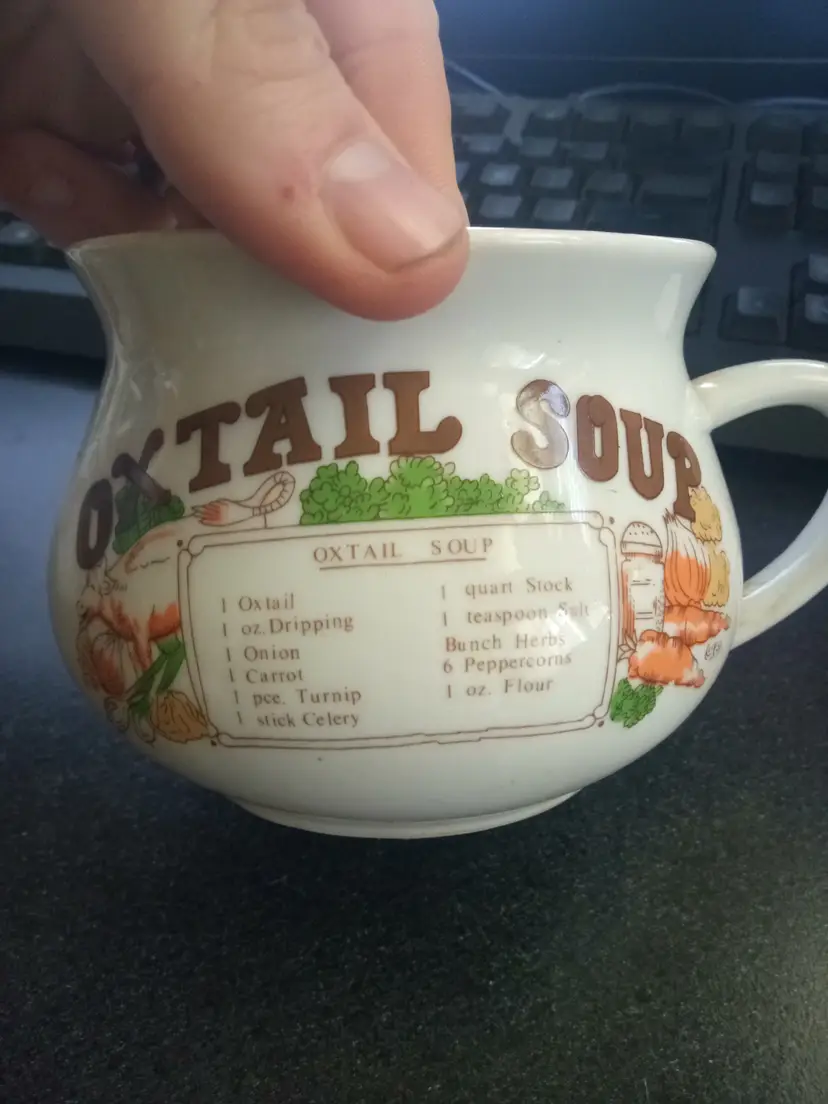 OXTAIL SOUP
OXTAIL SOUP
1 Oxtail
1 oz. Dripping
1 Onion
1 Carrot
1 pce. Turnip
1 stick Celery
1 quart Stock
1 teaspoon Salt
Bunch Herbs
6 Peppercorns
1 oz. Flour